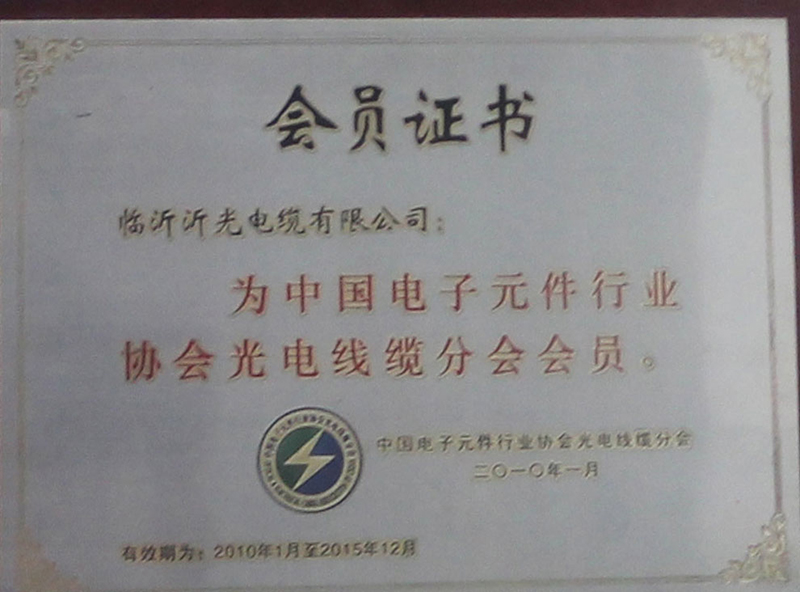 会员证书
临沂沂光电缆有限公司：
为中国电子元件行业
协会光电线缆分会会员。
中国电子元件行业协会光电线缆分会
二〇一〇年一月
有效期为：2010年1月至2015年12月